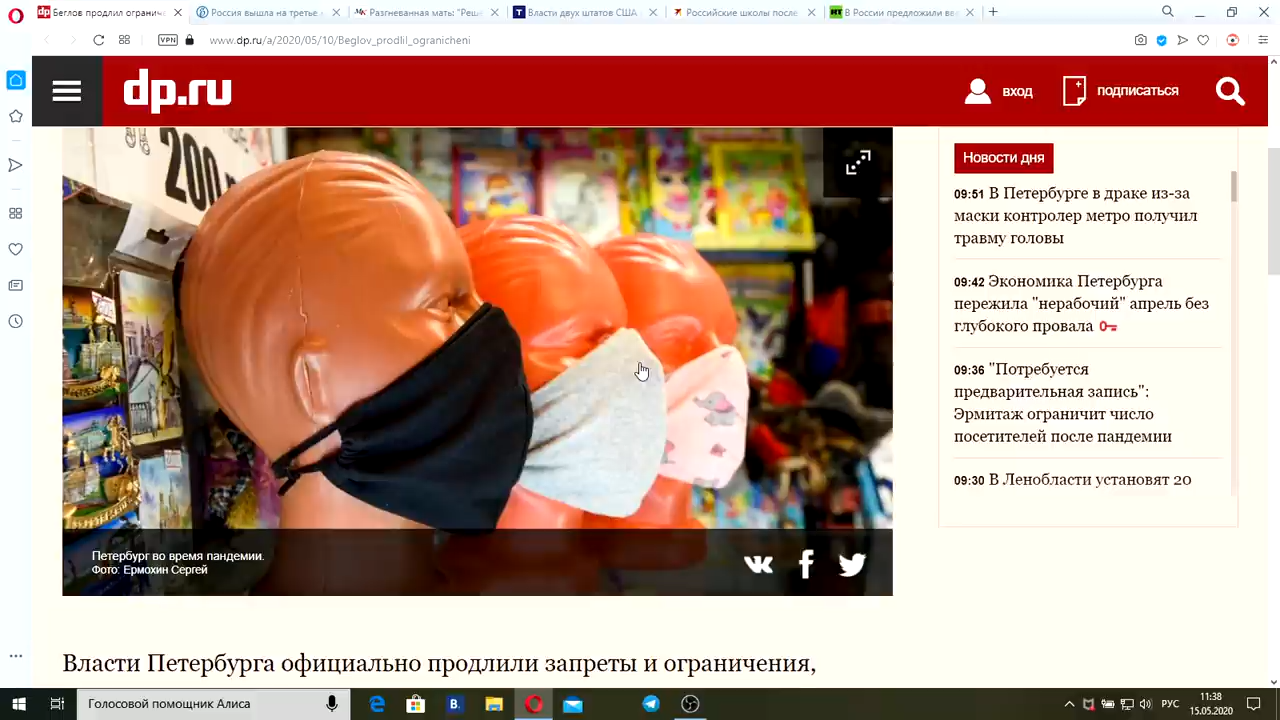 Беглов продлил огранич
Россия вышла на третье
Разгневанная мать: "Реше
Власти двух штатов США
Российские школы после
В России предложили вве
VPN
www.dp.ru/a/2020/05/10/Beglov_prodlil_ogranicheni
dp.ru
вход
подписаться
200
Новости дня
09:51 В Петербурге в драке из-за
маски контролер метро получил
травму головы
09:42 Экономика Петербурга
пережила "нерабочий" апрель без
глубокого провала
09:36 "Потребуется
предварительная запись":
Эрмитаж ограничит число
посетителей после пандемии
09:30 В Ленобласти установят 20
Петербург во время пандемии.
Фото: Ермохин Сергей
Власти Петербурга официально продлили запреты и ограничения,
Голосовой помощник Алиса
РУС
11:38
15.05.2020